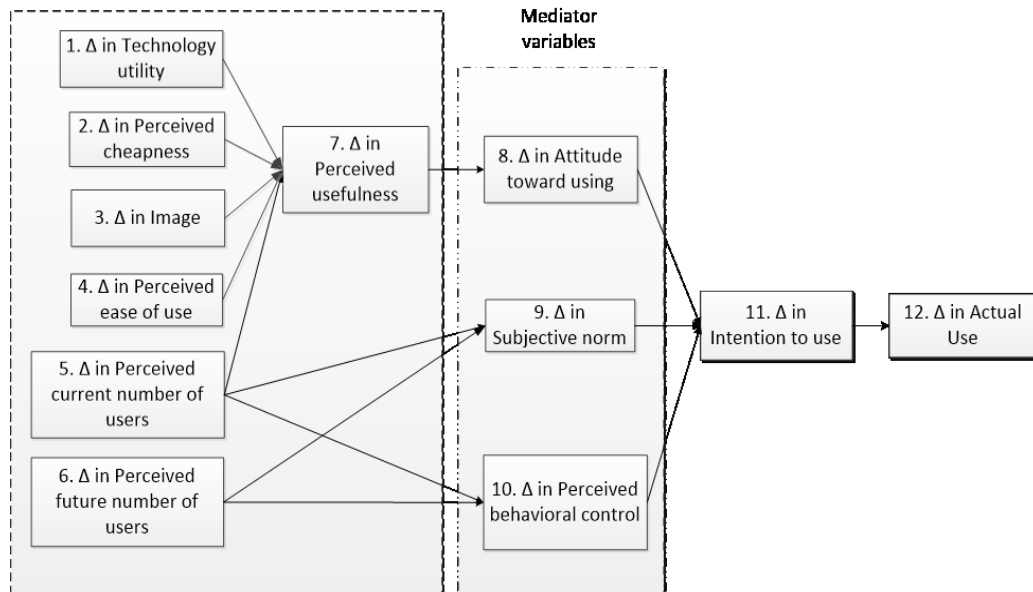 Mediator
variables
1. Δ in Technology
utility
2. Δ in Perceived
cheapness
3. Δ in Image
4. Δ in Perceived
ease of use
5. Δ in Perceived
current number of
users
6. Δ in Perceived
future number of
users
7. Δ in
Perceived
usefulness
8. Δ in Attitude
toward using
9. Δ in
Subjective norm
10. Δ in Perceived
behavioral control
11. Δ in
Intention to use
12. Δ in Actual
Use